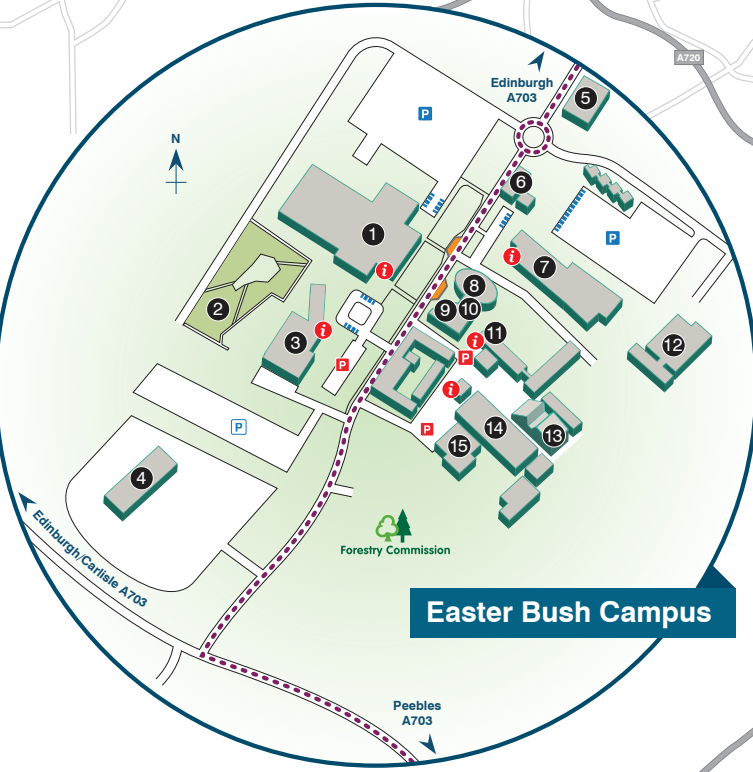 A720
Edinburgh
A703
5
P
N
6
1
P
i
7
i
8
2
9
10
i
3
i
11
12
P
P
i
P
14
13
15
P
4
Edinburgh/Carlisle A703
Forestry Commission
Easter Bush Campus
Peebles
A703